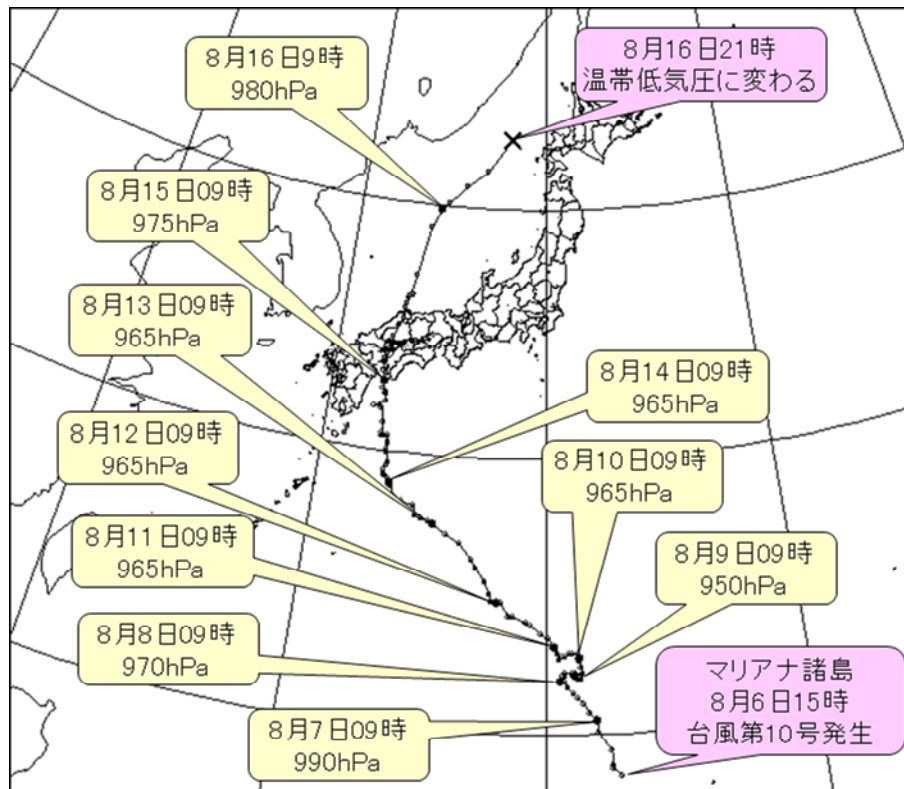 8月16日21時
温帯低気圧に変わる
8月16日9時
980hPa
8月15日09時
975hPa
8月13日09時
965hPa
8月14日09時
965hPa
8月12日09時
965hPa
8月10日09時
965hPa
8月11日09時
965hPa
8月9日09時
950hPa
8月8日09時
970hPa
マリアナ諸島
8月6日15時
台風第10号発生
8月7日09時
990hPa